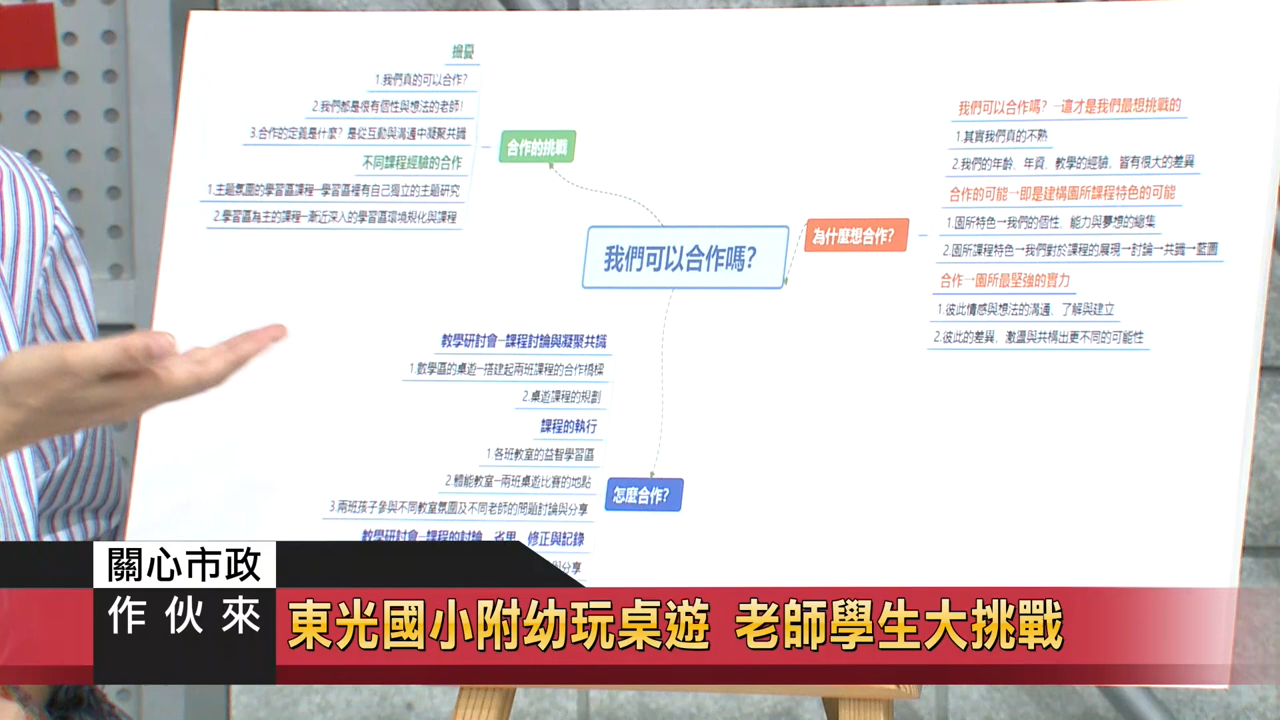 擔憂
1.我們真的可以合作?
2.我們都是很有個性與想法的老師!
3.合作的定義是什麼? 是從互動與溝通中凝聚共識
不同課程經驗的合作
1.主題氛圍的學習區課程─學習區裡有自己獨立的主題研究
2.學習區為主的課程─漸近深入的學習區環境規化與課程
合作的挑戰
我們可以合作嗎?
為什麼想合作?
我們可以合作嗎? ─這才是我們最想挑戰的
1.其實我們真的不熟
2.我們的年齡、年資、教學的經驗, 皆有很大的差異
合作的可能→即是建構園所課程特色的可能
1.園所特色→我們的個性、能力與夢想的總集
2.園所課程特色→我們對於課程的展現→討論→共識→藍圖
合作→園所最堅強的實力
1.彼此情感與想法的溝通、了解與建立
2.彼此的差異, 激盪與共構出更不同的可能性
教學研討會─課程討論與凝聚共識
1.數學區的桌遊─搭建起兩班課程的合作橋樑
2.桌遊課程的規劃
課程的執行
1.各班教室的益智學習區
2.體能教室─兩班桌遊比賽的地點
3.兩班孩子參與不同教室氛圍及不同老師的問題討論與分享
怎麼合作?
教學研討會─課程的討論、省思、修正與記錄
分享
關心市政
作伙來
東光國小附幼玩桌遊 老師學生大挑戰